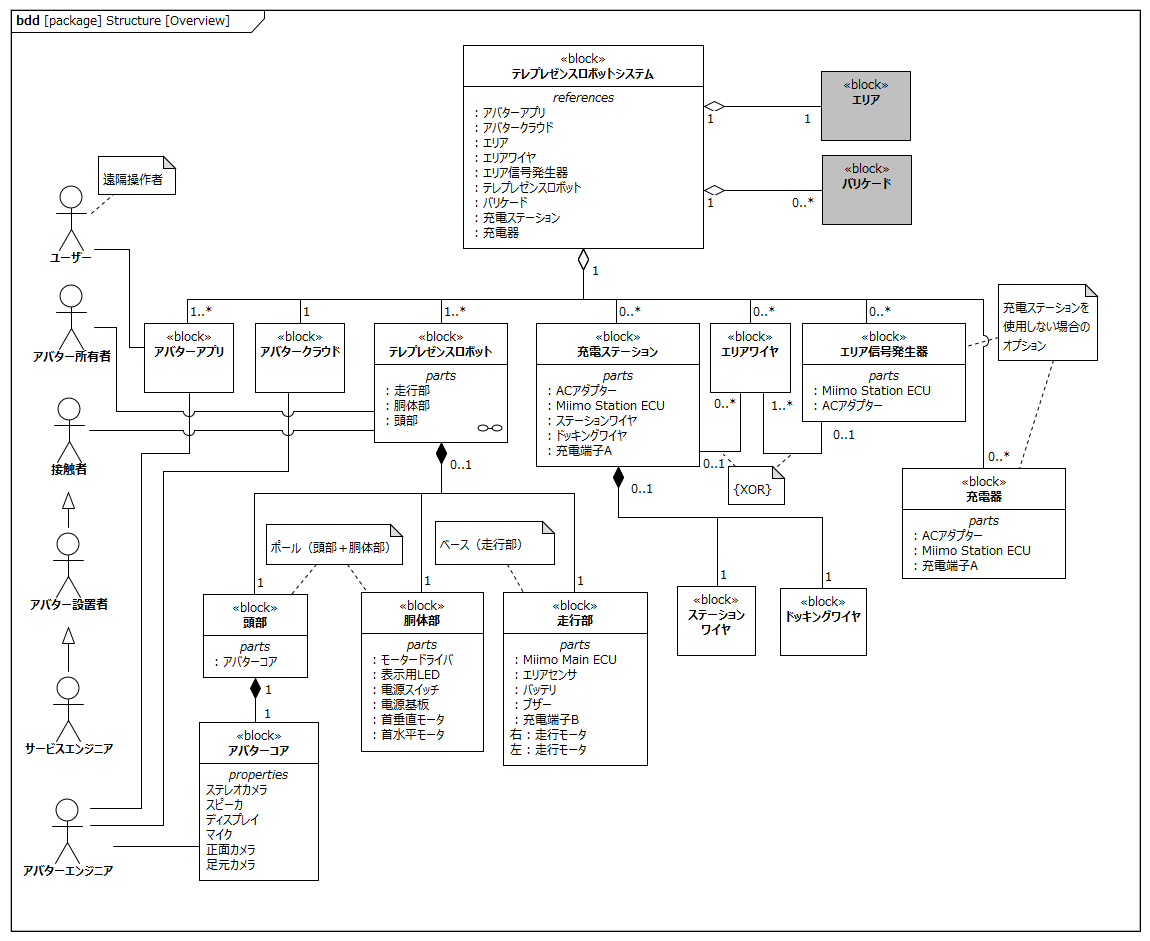 bdd [package] Structure [Overview]
«block»
テレプレゼンスロボットシステム
references
: アバターアプリ
: アバタークラウド
: エリア
: エリアワイヤ
: エリア信号発生器
: テレプレゼンスロボット
: バリケード
: 充電ステーション
: 充電器
«block»
エリア
1
1
«block»
バリケード
1
0..*
1
遠隔操作者
ユーザー
アバター所有者
接触者
アバター設置者
サービスエンジニア
アバターエンジニア
1..*
«block»
アバターアプリ
1
«block»
アバタークラウド
1..*
«block»
テレプレゼンスロボット
parts
: 走行部
: 胴体部
: 頭部
0..1
0..*
«block»
充電ステーション
parts
: ACアダプター
: Miimo Station ECU
: ステーションワイヤ
: ドッキングワイヤ
: 充電端子A
0..1
0..1
0..*
«block»
エリアワイヤ
0..*
1..*
0..*
«block»
エリア信号発生器
parts
: Miimo Station ECU
: ACアダプター
0..1
充電ステーションを
使用しない場合の
オプション
{XOR}
0..*
«block»
充電器
parts
: ACアダプター
: Miimo Station ECU
: 充電端子A
ポール（頭部＋胴体部）
ベース（走行部）
1
«block»
頭部
parts
: アバターコア
1
1
«block»
アバターコア
properties
ステレオカメラ
スピーカ
ディスプレイ
マイク
正面カメラ
足元カメラ
1
«block»
胴体部
parts
: モータードライバ
: 表示用LED
: 電源スイッチ
: 電源基板
: 首垂直モータ
: 首水平モータ
1
«block»
走行部
parts
: Miimo Main ECU
: エリアセンサ
: バッテリ
: ブザー
: 充電端子B
右 : 走行モータ
左 : 走行モータ
1
«block»
ステーション
ワイヤ
1
«block»
ドッキングワイヤ